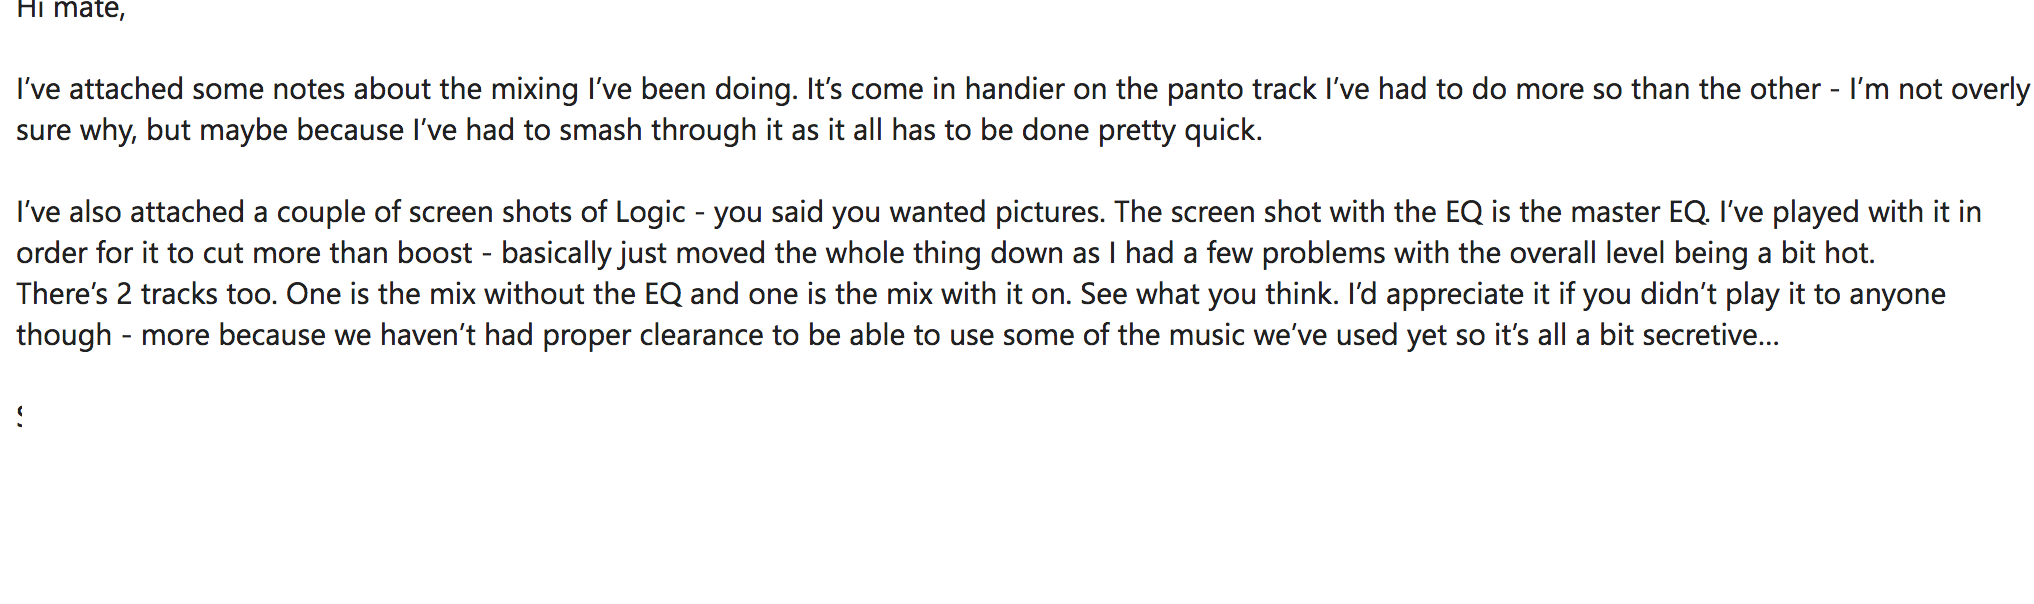 Hi mate,
I’ve attached some notes about the mixing I’ve been doing. It’s come in handier on the panto track I’ve had to do more so than the other - I’m not overly
sure why, but maybe because I’ve had to smash through it as it all has to be done pretty quick.
I’ve also attached a couple of screen shots of Logic - you said you wanted pictures. The screen shot with the EQ is the master EQ. I’ve played with it in
order for it to cut more than boost - basically just moved the whole thing down as I had a few problems with the overall level being a bit hot.
There’s 2 tracks too. One is the mix without the EQ and one is the mix with it on. See what you think. I’d appreciate it if you didn’t play it to anyone
though - more because we haven’t had proper clearance to be able to use some of the music we’ve used yet so it’s all a bit secretive...